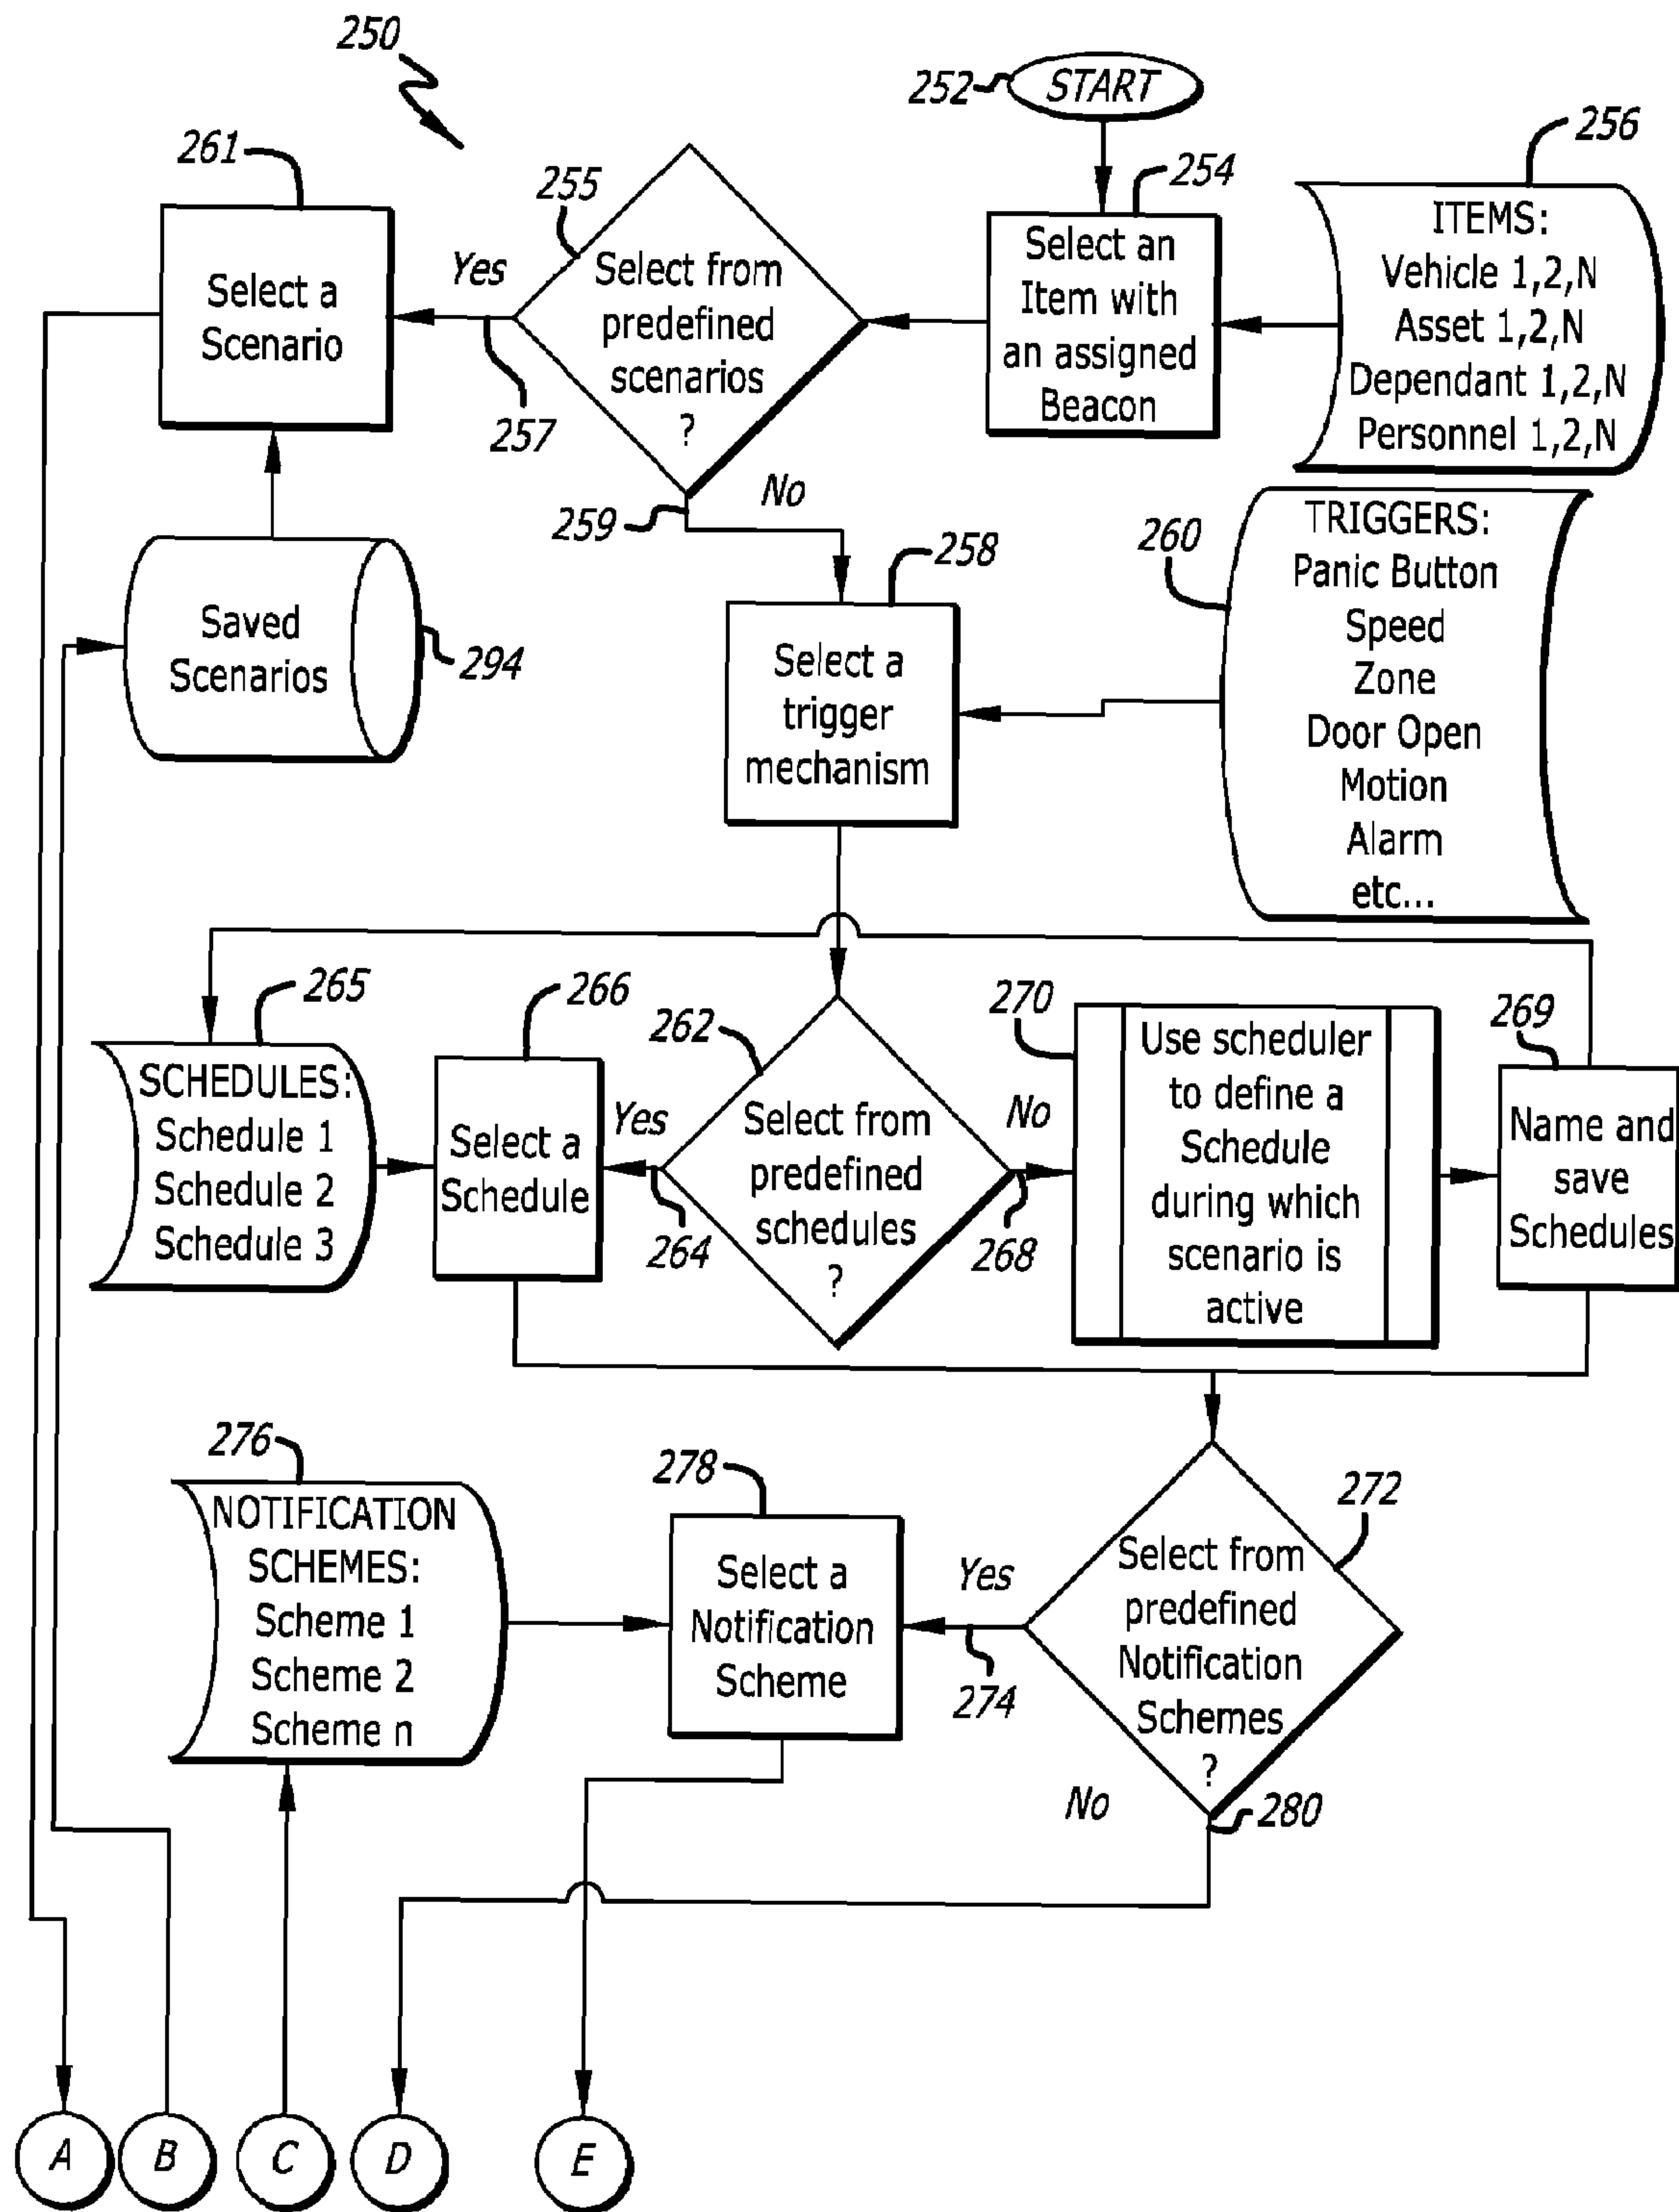 250
252
START
261
255
254
256
Select a
Scenario
Yes
257
Select from
predefined
scenarios
?
Select an
Item with
an assigned
Beacon
ITEMS:
Vehicle 1,2,N
Asset 1,2,N
Dependant 1,2,N
Personnel 1,2,N
No
259
258
260
TRIGGERS:
Panic Button
Speed
Zone
Door Open
Motion
Alarm
etc...
Saved
Scenarios
294
Select a
trigger
mechanism
265
266
262
270
269
SCHEDULES:
Schedule 1
Schedule 2
Schedule 3
Select a
Schedule
Yes
264
Select from
predefined
schedules
?
No
268
Use scheduler
to define a
Schedule
during which
scenario is
active
Name and
save
Schedules
276
278
272
NOTIFICATION
SCHEMES:
Scheme 1
Scheme 2
Scheme n
Select a
Notification
Scheme
Yes
274
Select from
predefined
Notification
Schemes
?
No
280
A
B
C
D
E